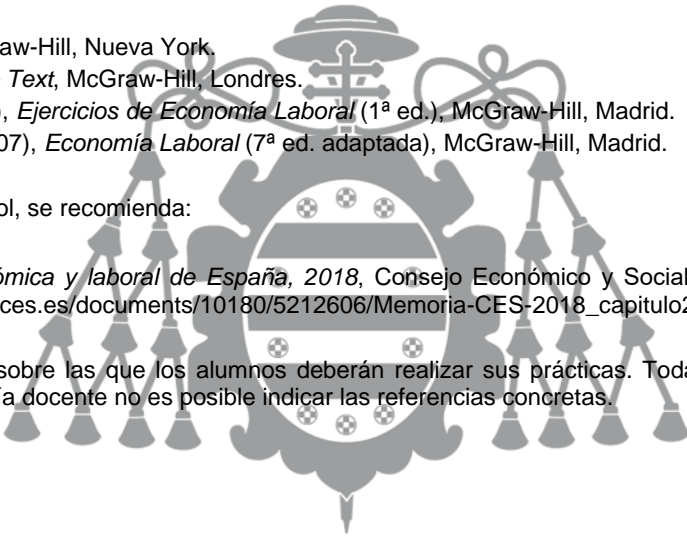 aw-Hill, Nueva York.
Text, McGraw-Hill, Londres.
), Ejercicios de Economía Laboral (1ª ed.), McGraw-Hill, Madrid.
07), Economía Laboral (7ª ed. adaptada), McGraw-Hill, Madrid.
ol, se recomienda:
ómica y laboral de España, 2018, Consejo Económico y Social
ces.es/documents/10180/5212606/Memoria-CES-2018_capitulo2
sobre las que los alumnos deberán realizar sus prácticas. Toda
ía docente no es posible indicar las referencias concretas.